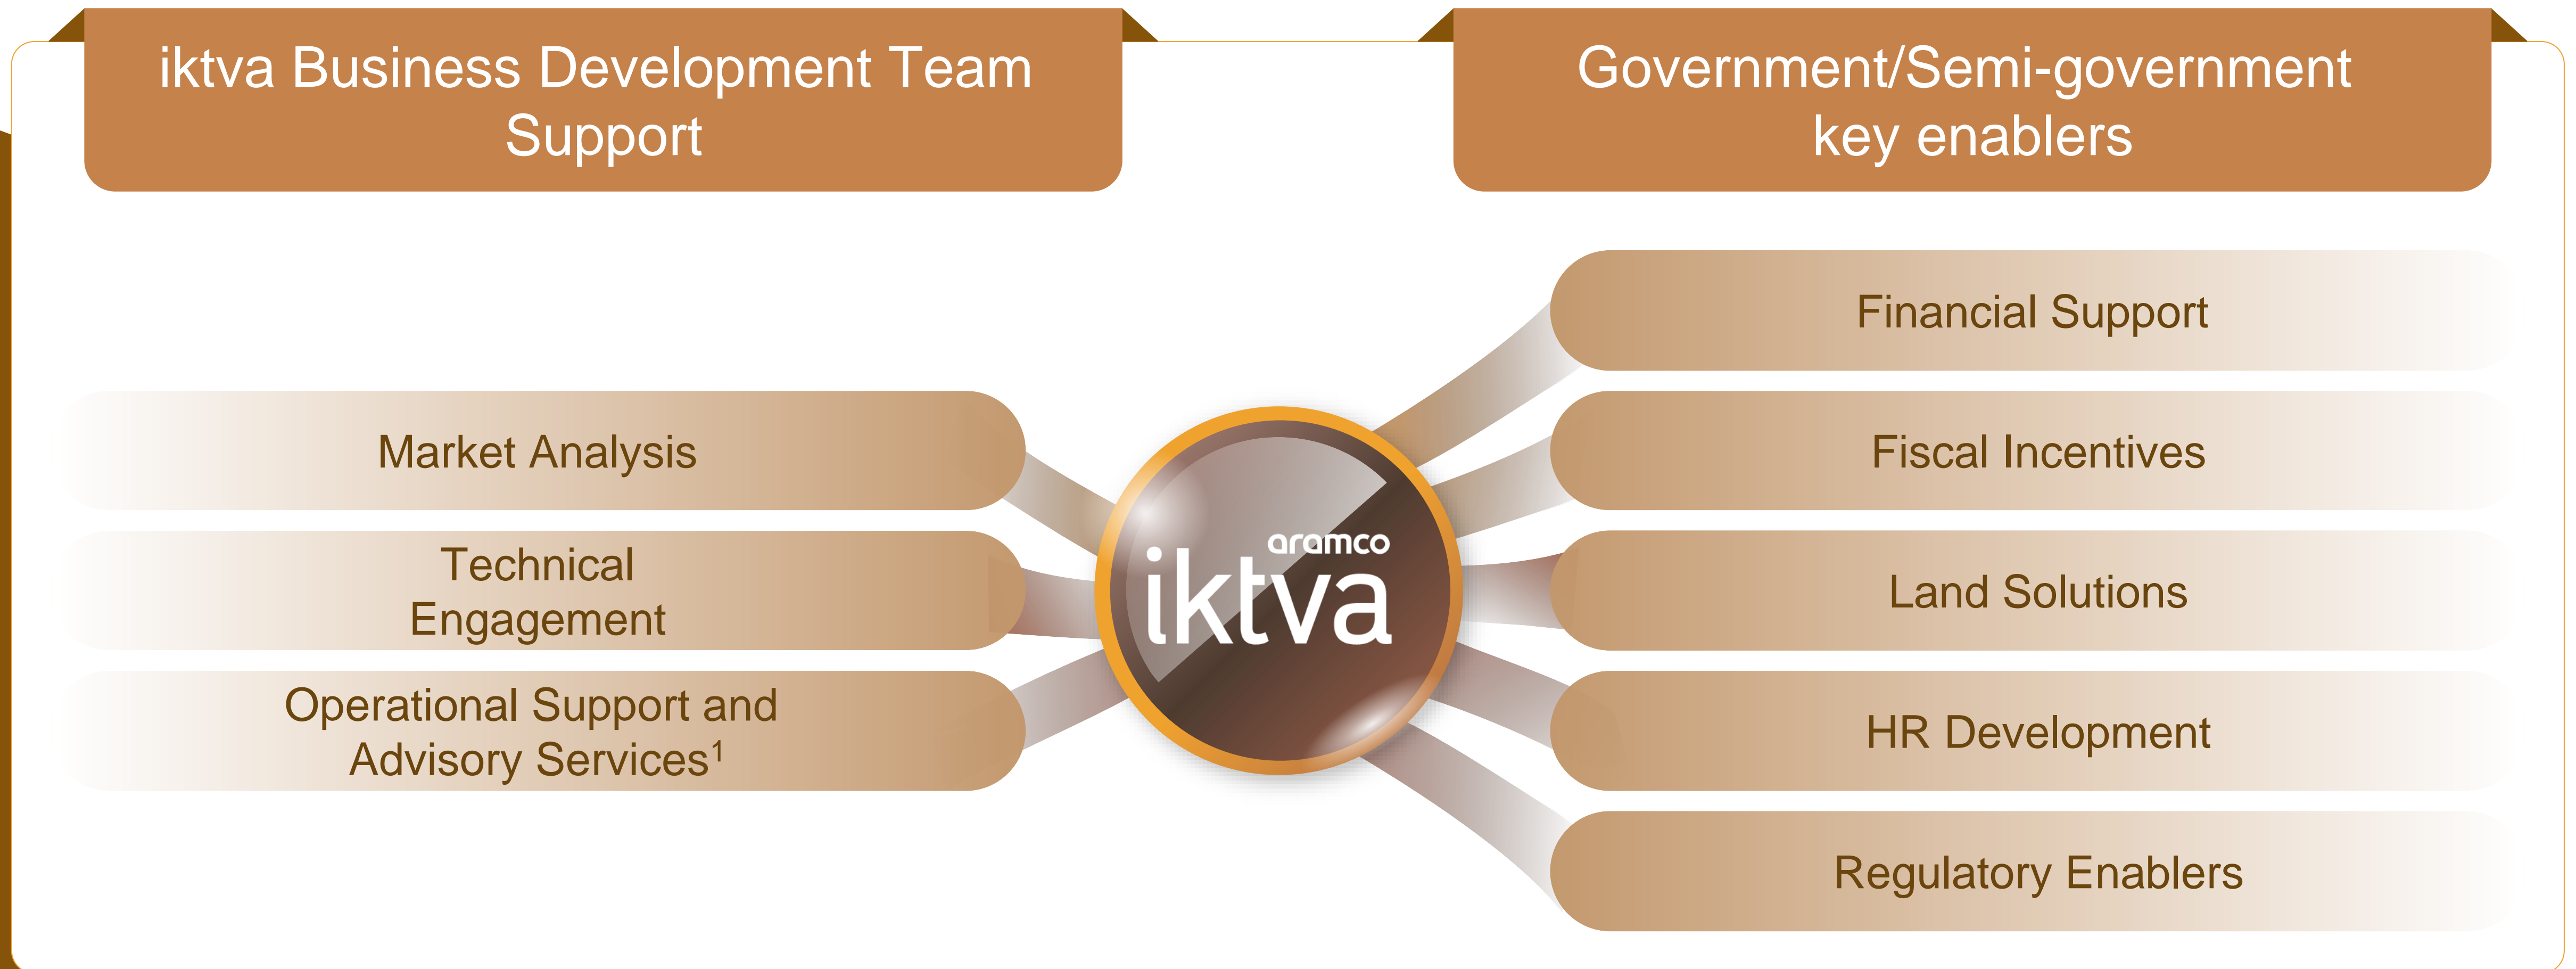 iktva Business Development Team
Support
Government/Semi-government
key enablers
Market Analysis
Technical
Engagement
Operational Support and
Advisory Services¹
aramco
iktva
Financial Support
Fiscal Incentives
Land Solutions
HR Development
Regulatory Enablers